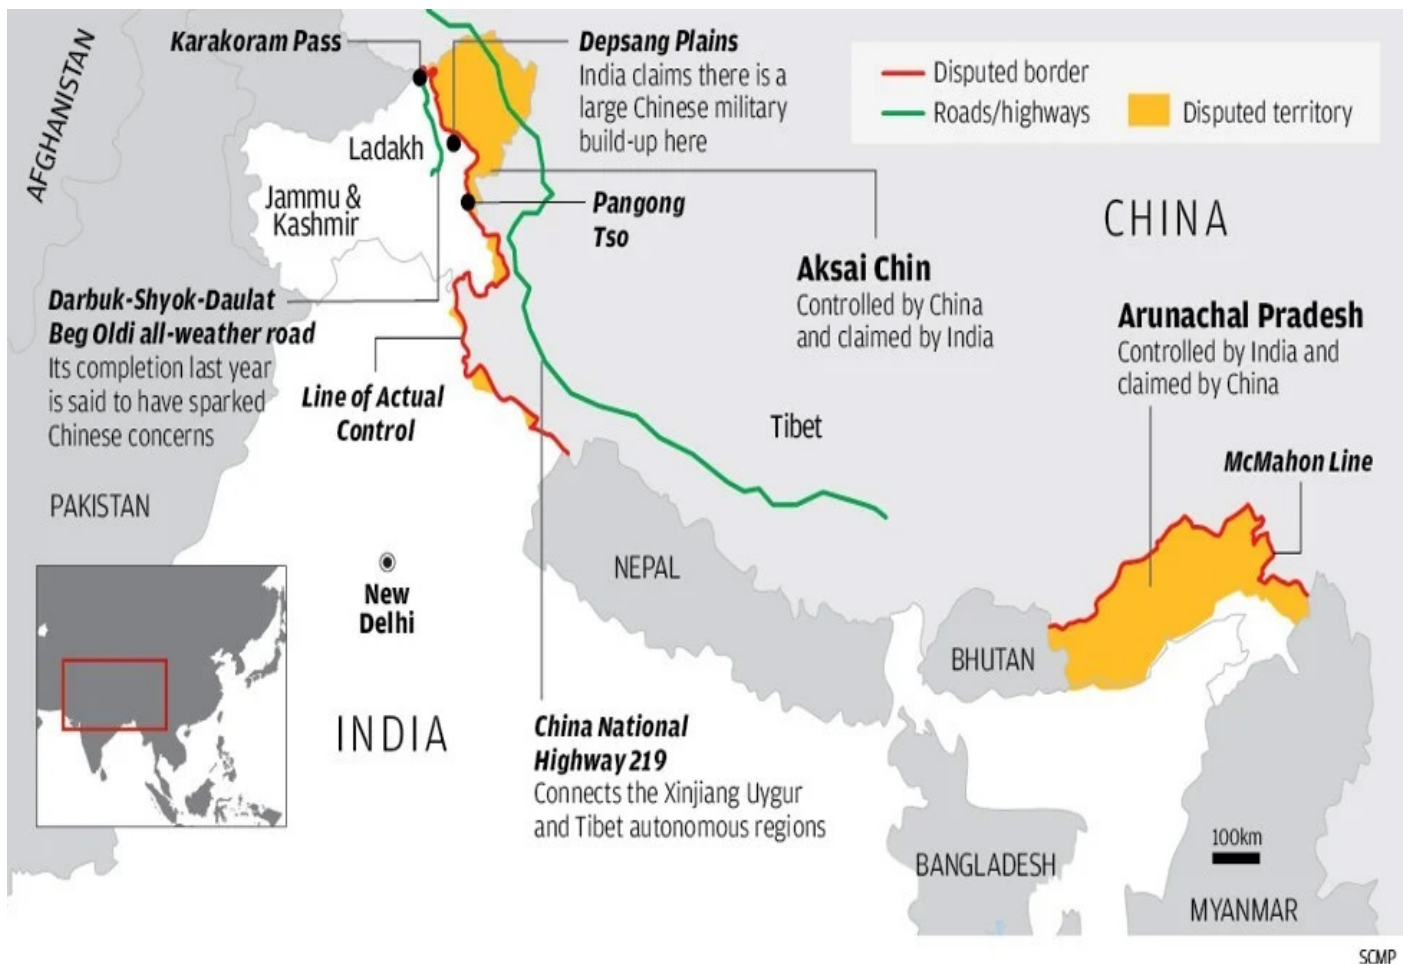 AFGHANISTAN
Karakoram Pass
Depsang Plains
India claims there is a
large Chinese military
build-up here
Disputed border
Roads/highways
Disputed territory
Ladakh
Jammu &
Kashmir
Pangong
Tso
CHINA
Aksai Chin
Controlled by China
and claimed by India
Darbuk-Shyok-Daulat
Beg Oldi all-weather road
Its completion last year
is said to have sparked
Chinese concerns
Arunachal Pradesh
Controlled by India and
claimed by China
Line of Actual
Control
Tibet
McMahon Line
PAKISTAN
NEPAL
New
Delhi
BHUTAN
INDIA
China National
Highway 219
Connects the Xinjiang Uygur
and Tibet autonomous regions
100km
BANGLADESH
MYANMAR
SCMP